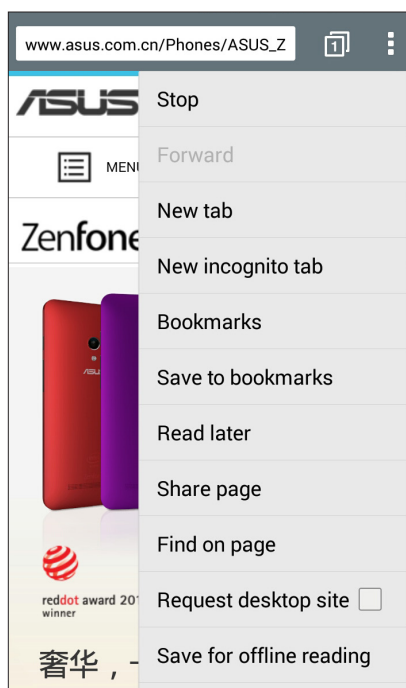 www.asus.com.cn/Phones/ASUS_Z
1
ASUS
Stop
Forward
MENU
New tab
Zenfone
New incognito tab
Bookmarks
Save to bookmarks
ASU
Read later
Share page
Find on page
reddot award 201
winner
Request desktop site
奢华，一
Save for offline reading